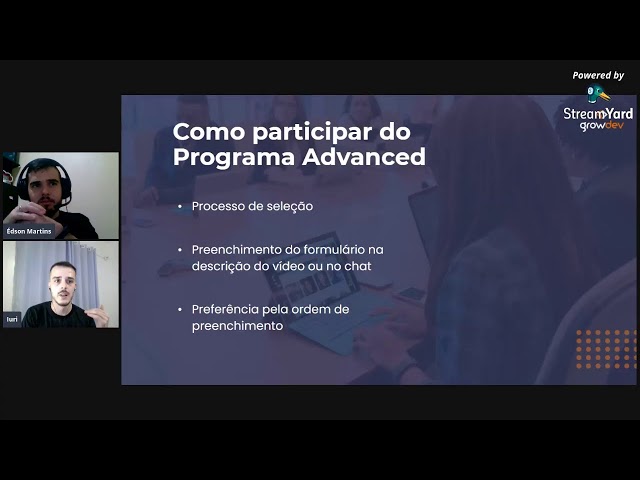 Powered by
StreamYard
growdev
Como participar do
Programa Advanced
• Processo de seleção
• Preenchimento do formulário na
descrição do vídeo ou no chat
• Preferência pela ordem de
preenchimento
Édson Martins
Iuri